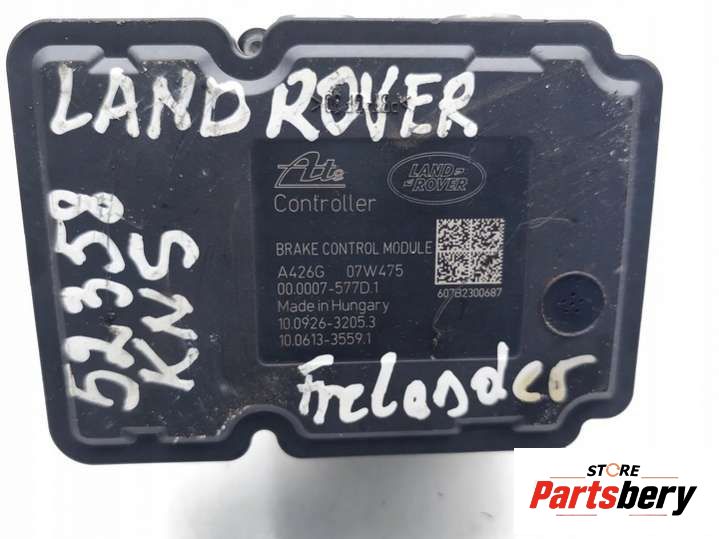 LAND ROVER
Ate
LAND ROVER
Controller
BRAKE CONTROL MODULE
A426G 07W475
00.0007-577D.1
Made in Hungary
10.0926-3205.3
10.0613-3559.1
607B2300687
52358
KNS
Frelander
STORE
Partsbery